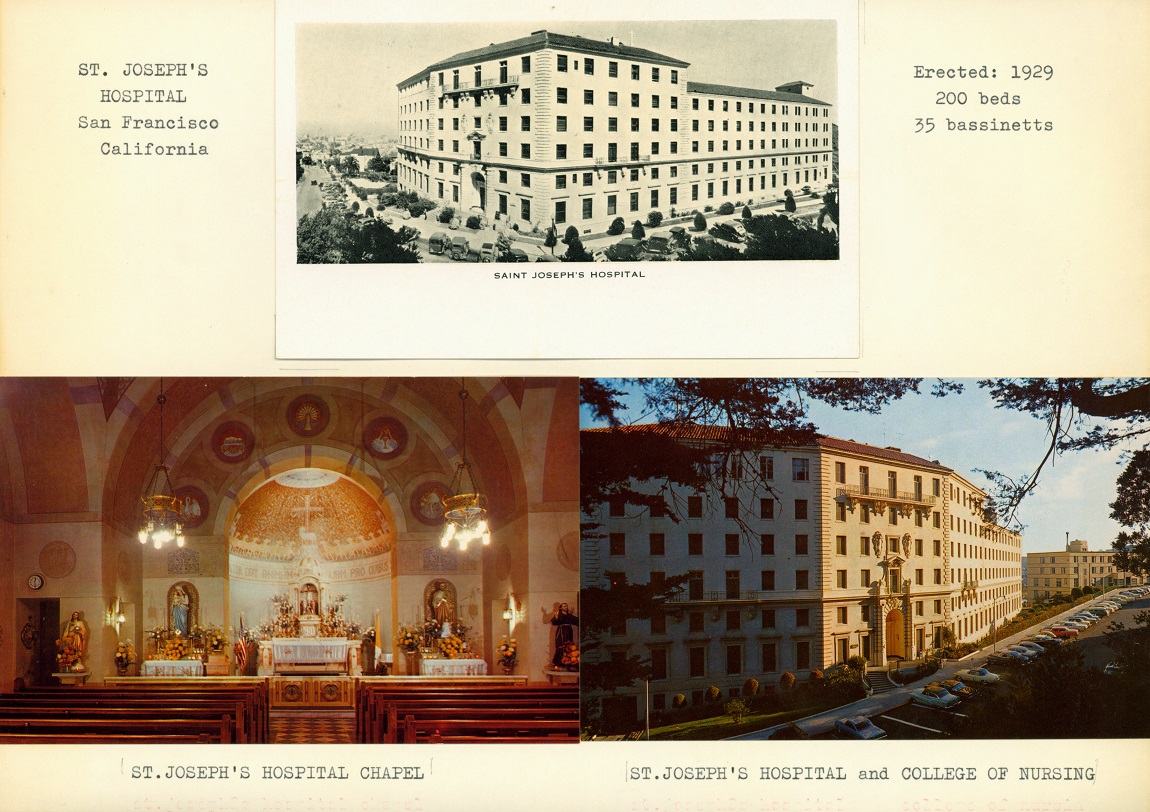 ST. JOSEPH'S
HOSPITAL
San Francisco
California
Erected: 1929
200 beds
35 bassinetts
SAINT JOSEPH'S HOSPITAL
ST.JOSEPH'S HOSPITAL CHAPEL
ST.JOSEPH'S HOSPITAL and COLLEGE OF NURSING